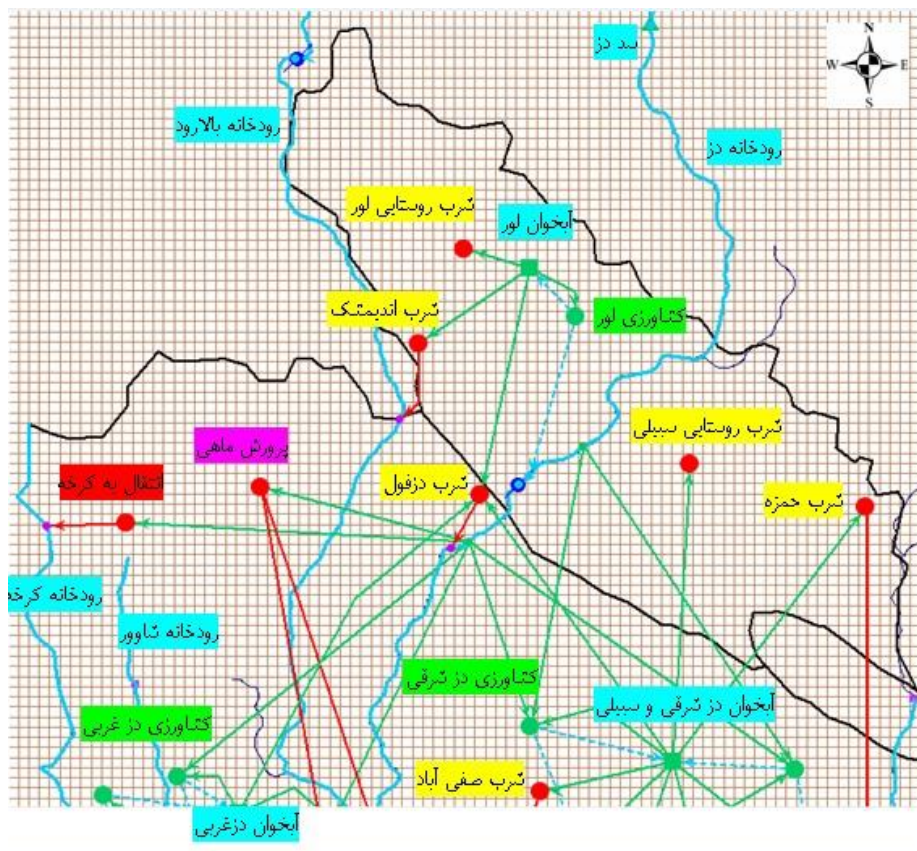 سد دز
N
W E
S
رودخانه بالارود
رودخانه دز
شرب روستایی لور
آبخوان لور
شرب اندیمشک
کشاورزی لور
شرب روستایی سبیلی
پرورش ماهی
شرب دزفول
انتقال به کرخه
شرب حمزه
رودخانه کرخه
رودخانه شاوور
کشاورزی دز شرقی
آبخوان دز شرقی و سبیلی
کشاورزی دز غربی
شرب صفی آباد
آبخوان دزغربی